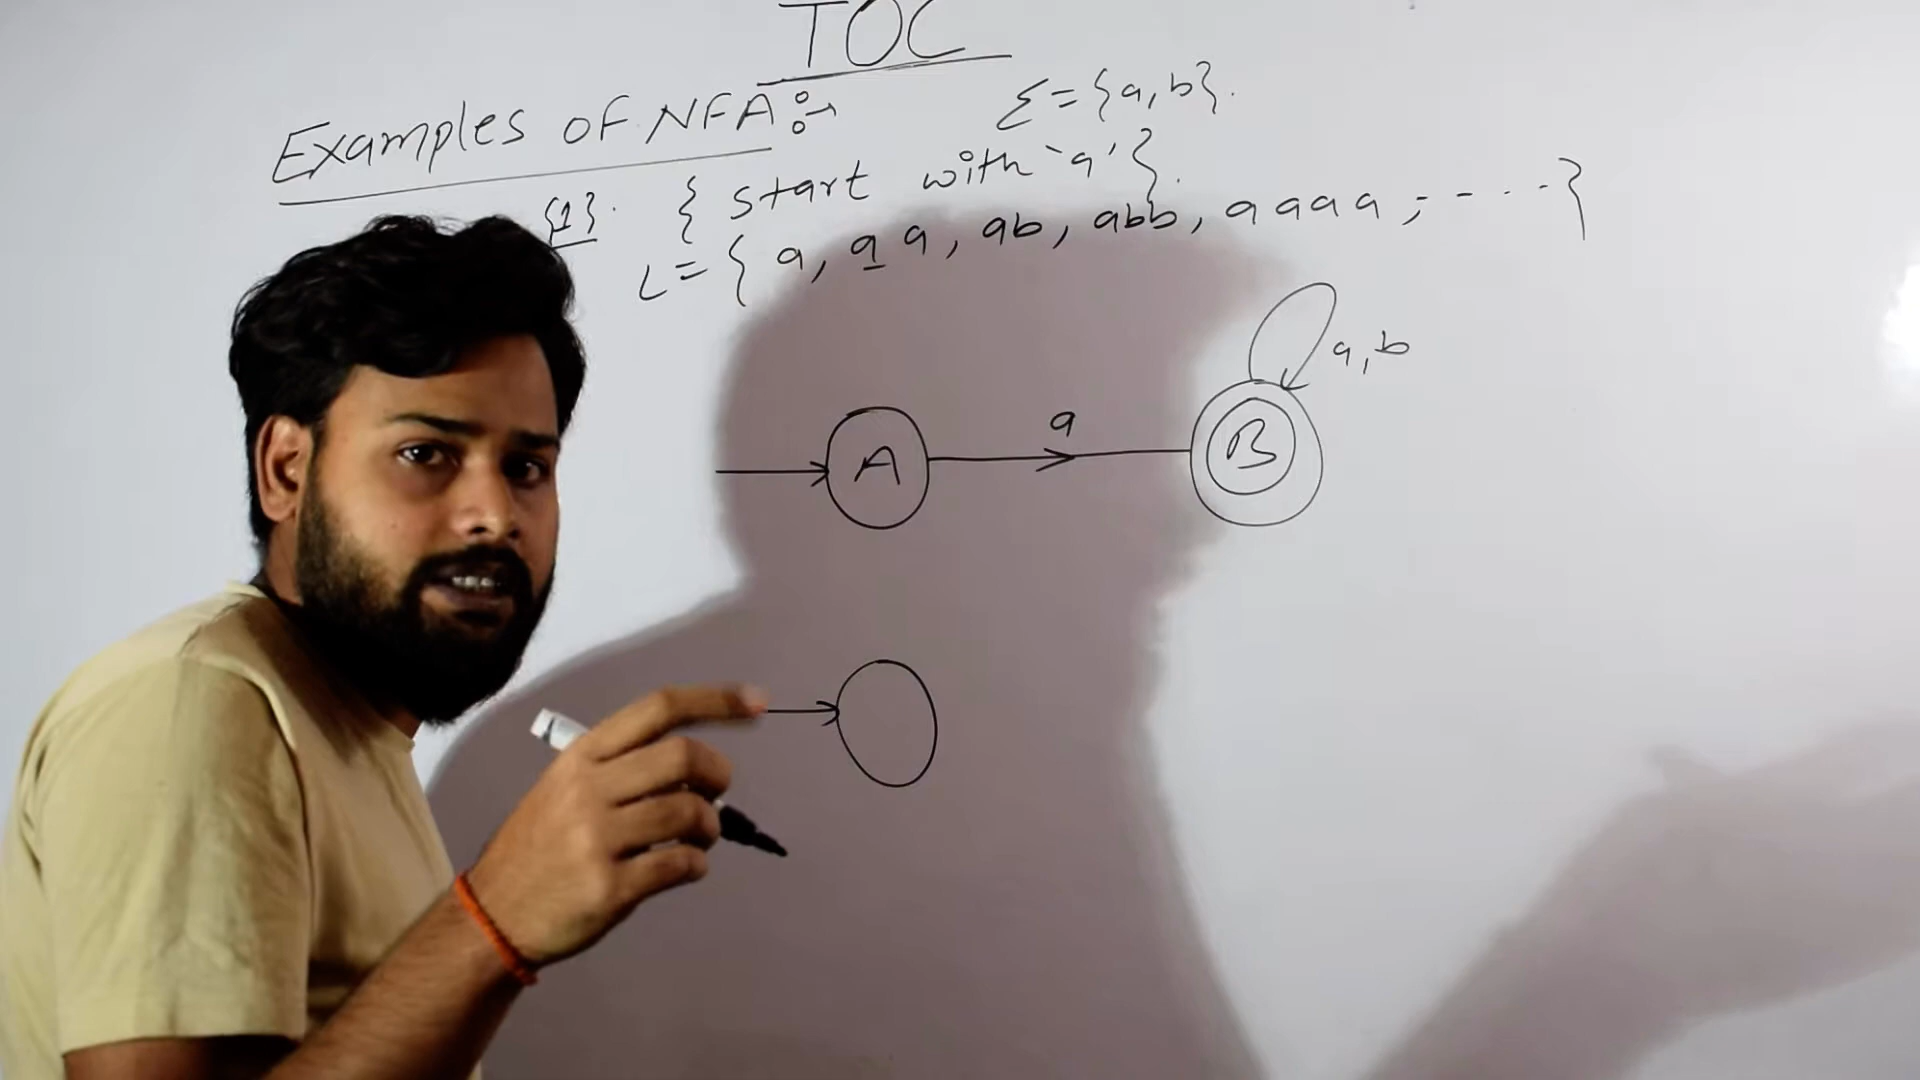 TOC
Examples OF NFA:-
Σ={a,b}.
{1}. {start with 'a'}.
L={a, aa, ab, abb, aaaa, - - - -}
a,b
A a B